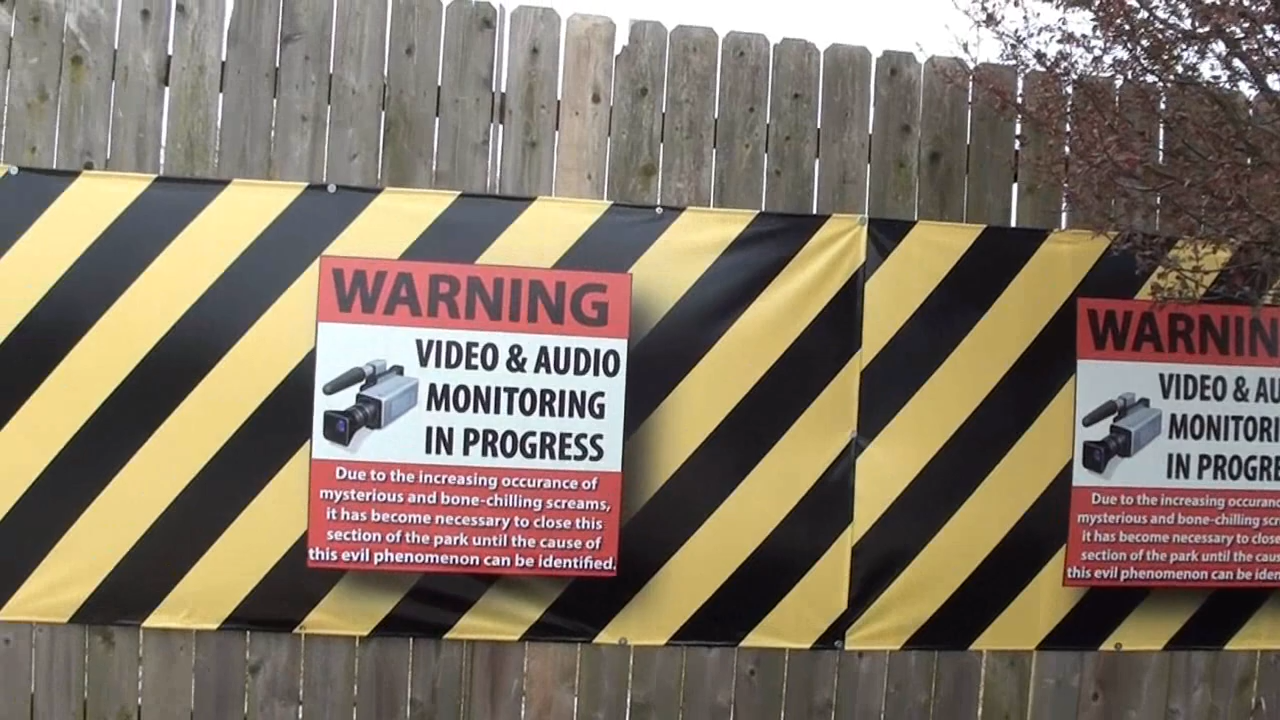 WARNING
VIDEO & AUDIO
MONITORING
IN PROGRESS
Due to the increasing occurance of
mysterious and bone-chilling screams,
it has become necessary to close this
section of the park until the cause of
this evil phenomenon can be identified.
WARNIN
VIDEO & AU
MONITORI
IN PROGRE
Due to the increasing occuranc
mysterious and bone-chilling scr
it has become necessary to close
section of the park until the caus
this evil phenomenon can be iden